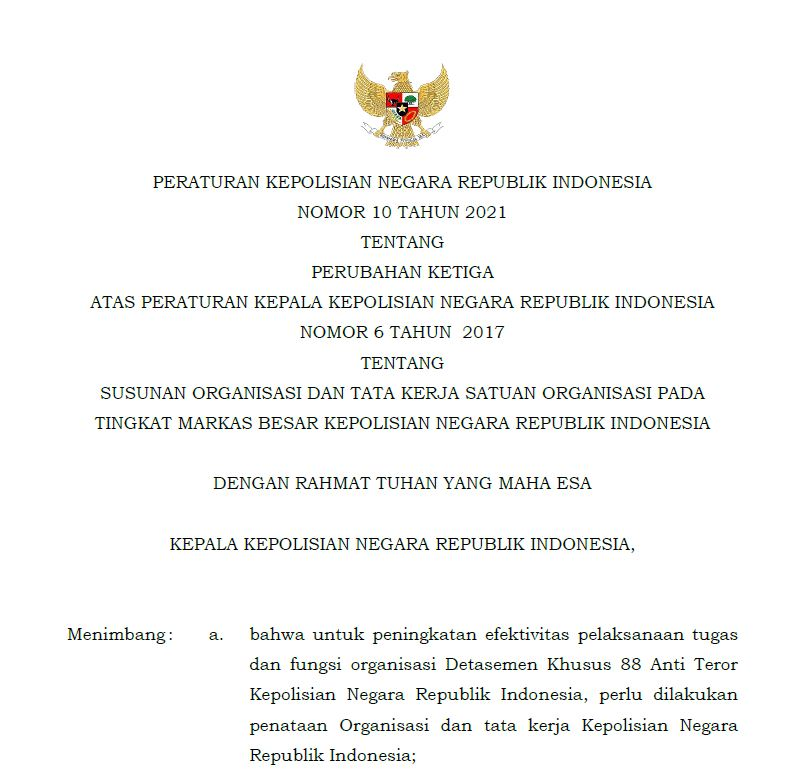 PERATURAN KEPOLISIAN NEGARA REPUBLIK INDONESIA
NOMOR 10 TAHUN 2021
TENTANG
PERUBAHAN KETIGA
ATAS PERATURAN KEPALA KEPOLISIAN NEGARA REPUBLIK INDONESIA
NOMOR 6 TAHUN 2017
TENTANG
SUSUNAN ORGANISASI DAN TATA KERJA SATUAN ORGANISASI PADA
TINGKAT MARKAS BESAR KEPOLISIAN NEGARA REPUBLIK INDONESIA
DENGAN RAHMAT TUHAN YANG MAHA ESA
KEPALA KEPOLISIAN NEGARA REPUBLIK INDONESIA,
Menimbang : a. bahwa untuk peningkatan efektivitas pelaksanaan tugas
dan fungsi organisasi Detasemen Khusus 88 Anti Teror
Kepolisian Negara Republik Indonesia, perlu dilakukan
penataan Organisasi dan tata kerja Kepolisian Negara
Republik Indonesia;